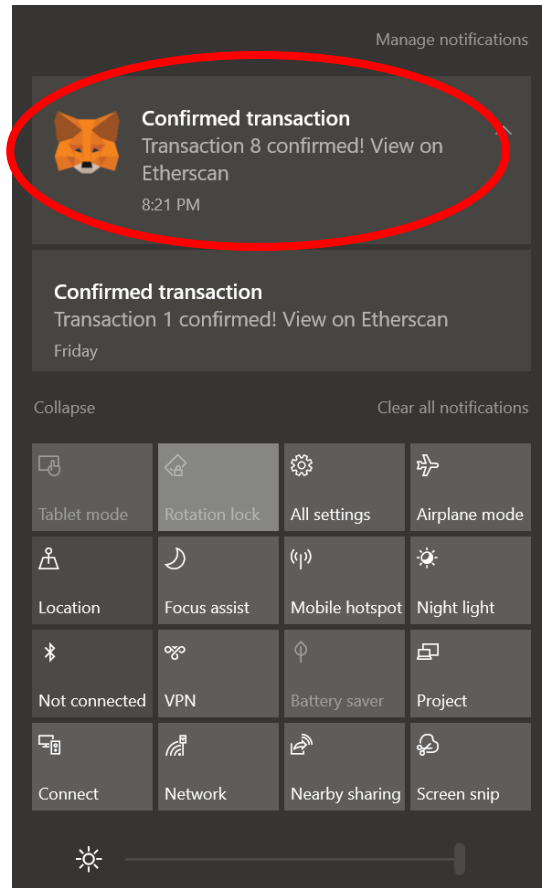 Manage notifications
Confirmed transaction
Transaction 8 confirmed! View on
Etherscan
8:21 PM
Confirmed transaction
Transaction 1 confirmed! View on Etherscan
Friday
Collapse
Clear all notifications
Tablet mode
Rotation lock
All settings
Airplane mode
Location
Focus assist
Mobile hotspot
Night light
Not connected
VPN
Battery saver
Project
Connect
Network
Nearby sharing
Screen snip